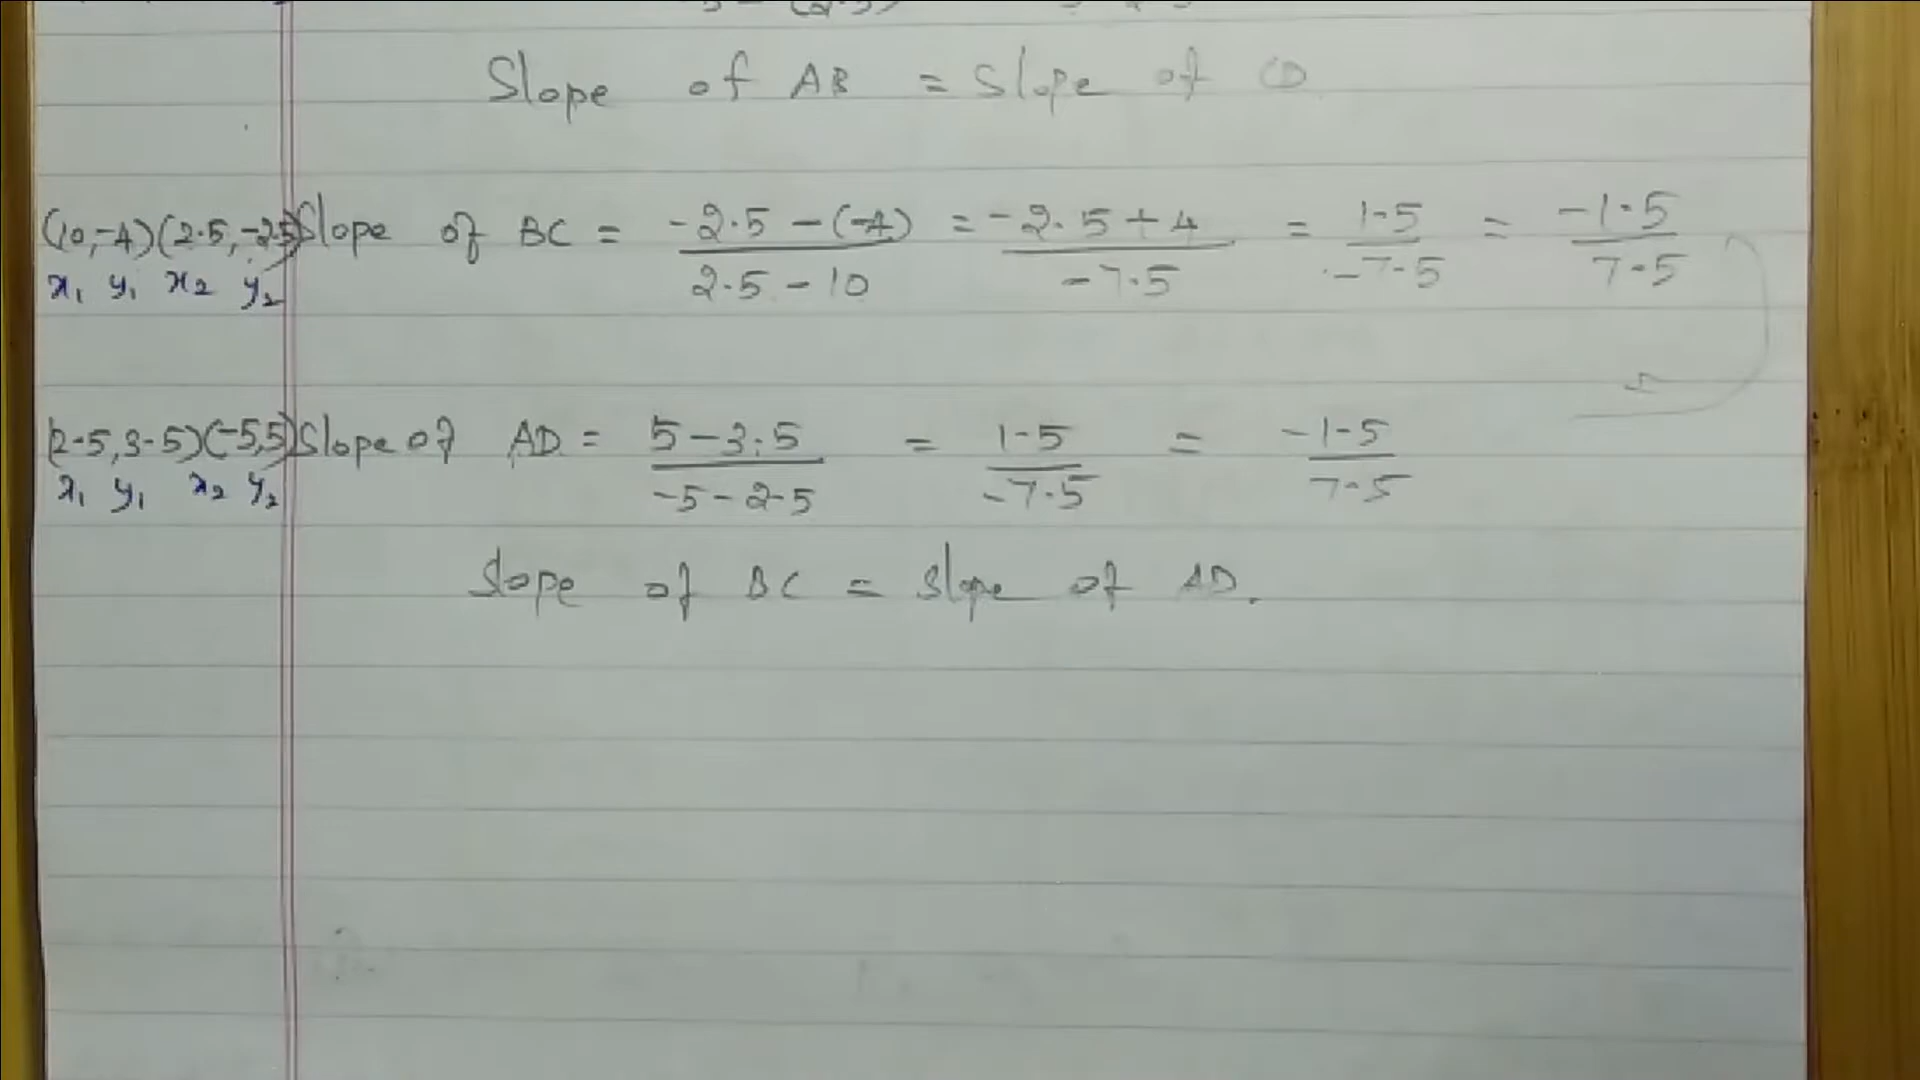 Slope of AB = Slope of CD
(10,-4)(2.5,-2.5) Slope of BC = -2.5-(-4)/2.5-10 = -2.5+4/-7.5 = 1.5/-7.5 = -1.5/7.5
x₁ y₁ x₂ y₂
(2.5,3.5)(-5,5) Slope of AD = 5-3.5/-5-2.5 = 1.5/-7.5 = -1.5/7.5
x₁ y₁ x₂ y₂
Slope of BC = Slope of AD.